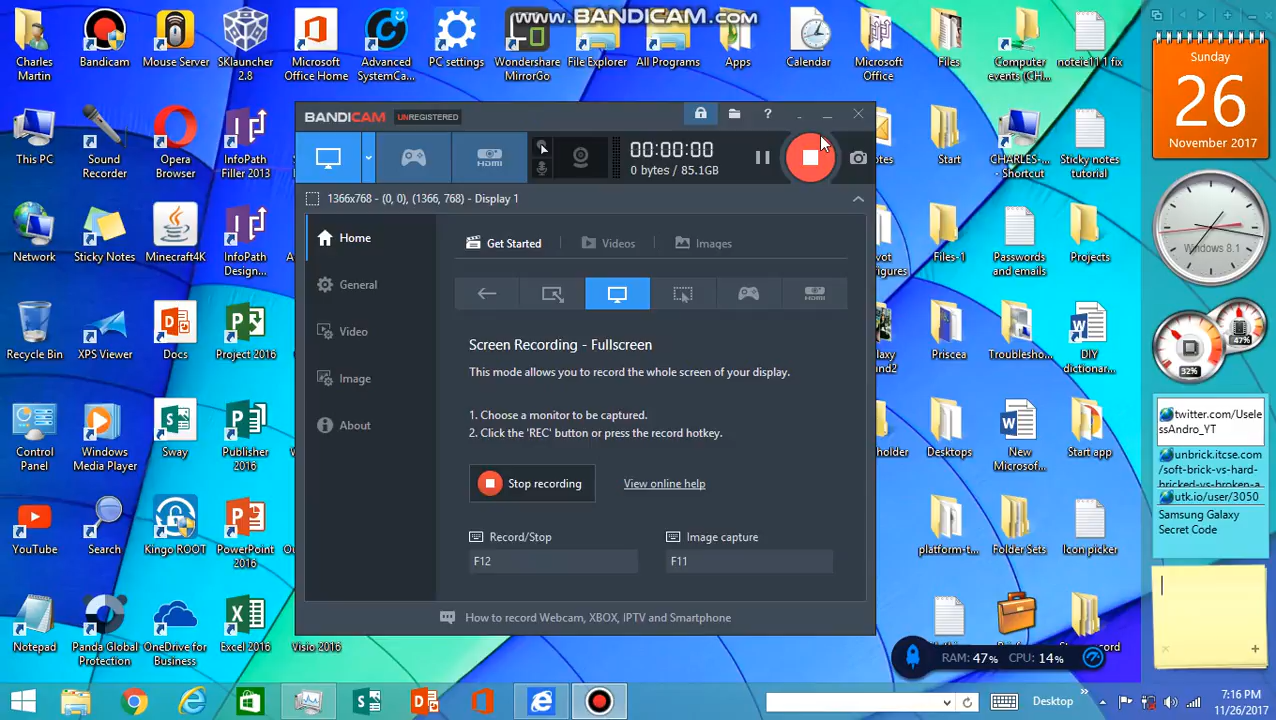 www.BANDICAM.com
Charles
Martin
Bandicam
Mouse Server
SKlauncher
2.8
Microsoft
Office Home
Advanced
SystemCa...
PC settings
Wondershare
MirrorGo
File Explorer
All Programs
Apps
Calendar
Microsoft
Office
Files
Computer
events (CH...
noteie11.1 fix
Sunday
26
November 2017
BANDICAM UNREGISTERED
?
HDMI
00:00:00
0 bytes / 85.1GB
1366x768 - (0, 0), (1366, 768) - Display 1
This PC
Sound
Recorder
Opera
Browser
InfoPath
Filler 2013
Start
CHARLES-...
- Shortcut
Sticky notes
tutorial
Home
General
Video
Image
About
Get Started
Videos
Images
HDMI
Screen Recording - Fullscreen
This mode allows you to record the whole screen of your display.
1. Choose a monitor to be captured.
2. Click the 'REC' button or press the record hotkey.
Stop recording
View online help
Record/Stop
F12
Image capture
F11
How to record Webcam, XBOX, IPTV and Smartphone
Network
Sticky Notes
Minecraft4K
InfoPath
Design...
Files-1
Passwords
and emails
Projects
Windows 8.1
Recycle Bin
XPS Viewer
Docs
Project 2016
Priscea
Troublesho...
DIY
dictionar...
47%
32%
Control
Panel
Windows
Media Player
Sway
Publisher
2016
Desktops
New
Microsof...
Start app
twitter.com/Usele
ssAndro_YT
unbrick.itcse.com
/soft-brick-vs-hard-
bricked-vs-broken-a
utk.io/user/3050
Samsung Galaxy
Secret Code
YouTube
Search
Kingo ROOT
PowerPoint
2016
platform-t...
Folder Sets
Icon picker
Notepad
Panda Global
Protection
OneDrive for
Business
Excel 2016
Visio 2016
RAM: 47%
CPU: 14%
Desktop
7:16 PM
11/26/2017